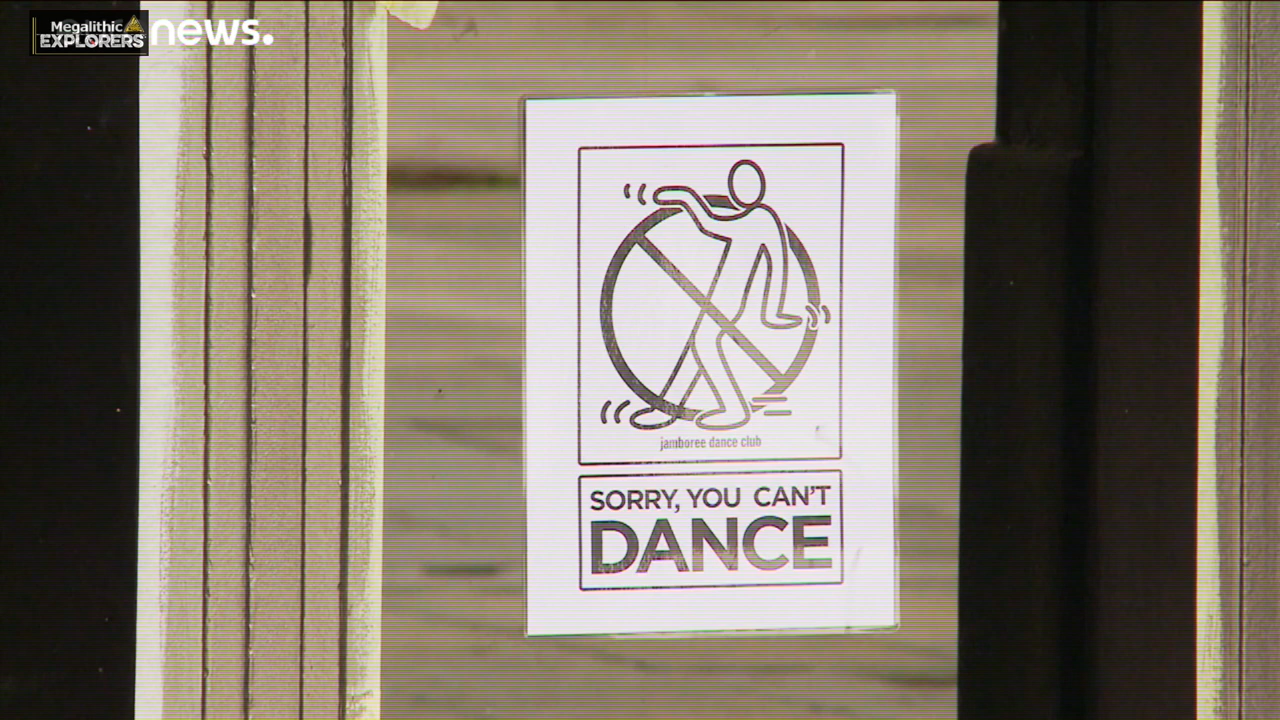 Megalithic
EXPLORERS
news.
jamboree dance club
SORRY, YOU CAN'T
DANCE